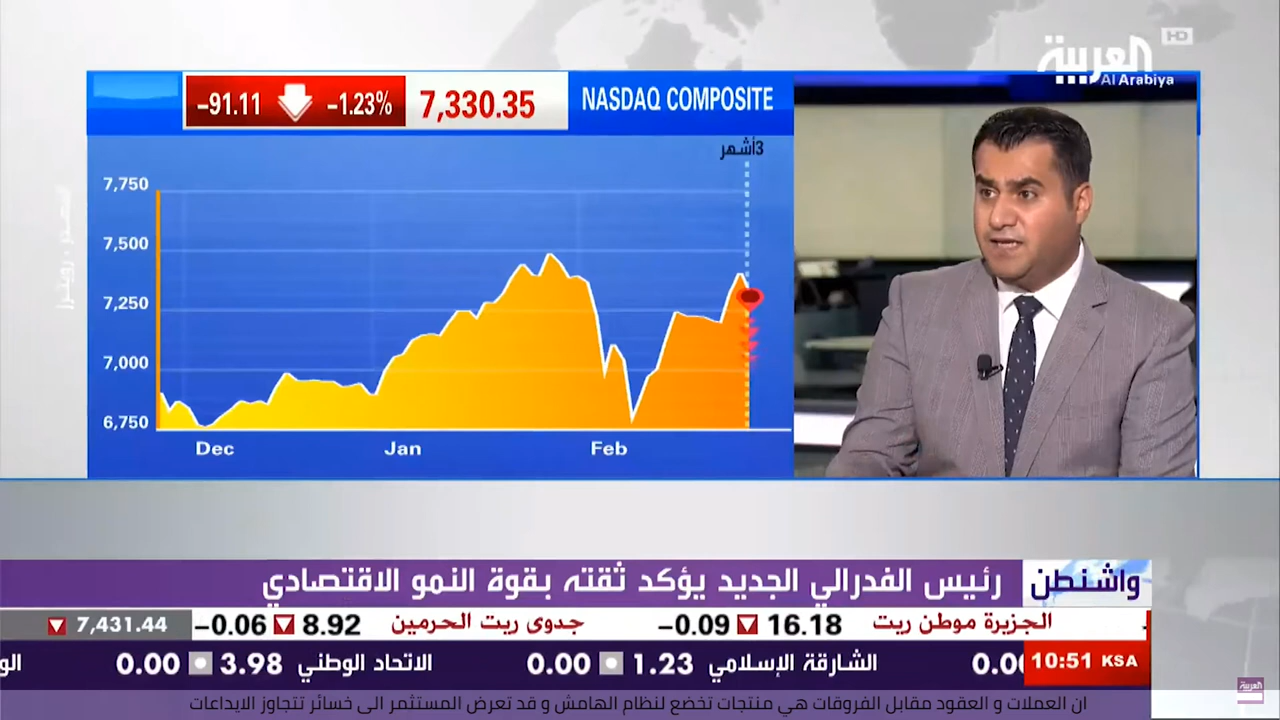 العربية HD
Al Arabiya
-91.11 -1.23% 7,330.35 NASDAQ COMPOSITE
3أشهر
7,750
7,500
7,250
7,000
6,750
Dec Jan Feb
المصدر: رويترز
واشنطن رئيس الفدرالي الجديد يؤكد ثقته بقوة النمو الاقتصادي
الجزيرة موطن ريت 16.18 -0.09 جدوى ريت الحرمين 8.92 -0.06 7,431.44
10:51 KSA
الشارقة الإسلامي 1.23 0.00 الاتحاد الوطني 3.98 0.00
العربية
ان العملات و العقود مقابل الفروقات هي منتجات تخضع لنظام الهامش و قد تعرض المستثمر الى خسائر تتجاوز الايداعات